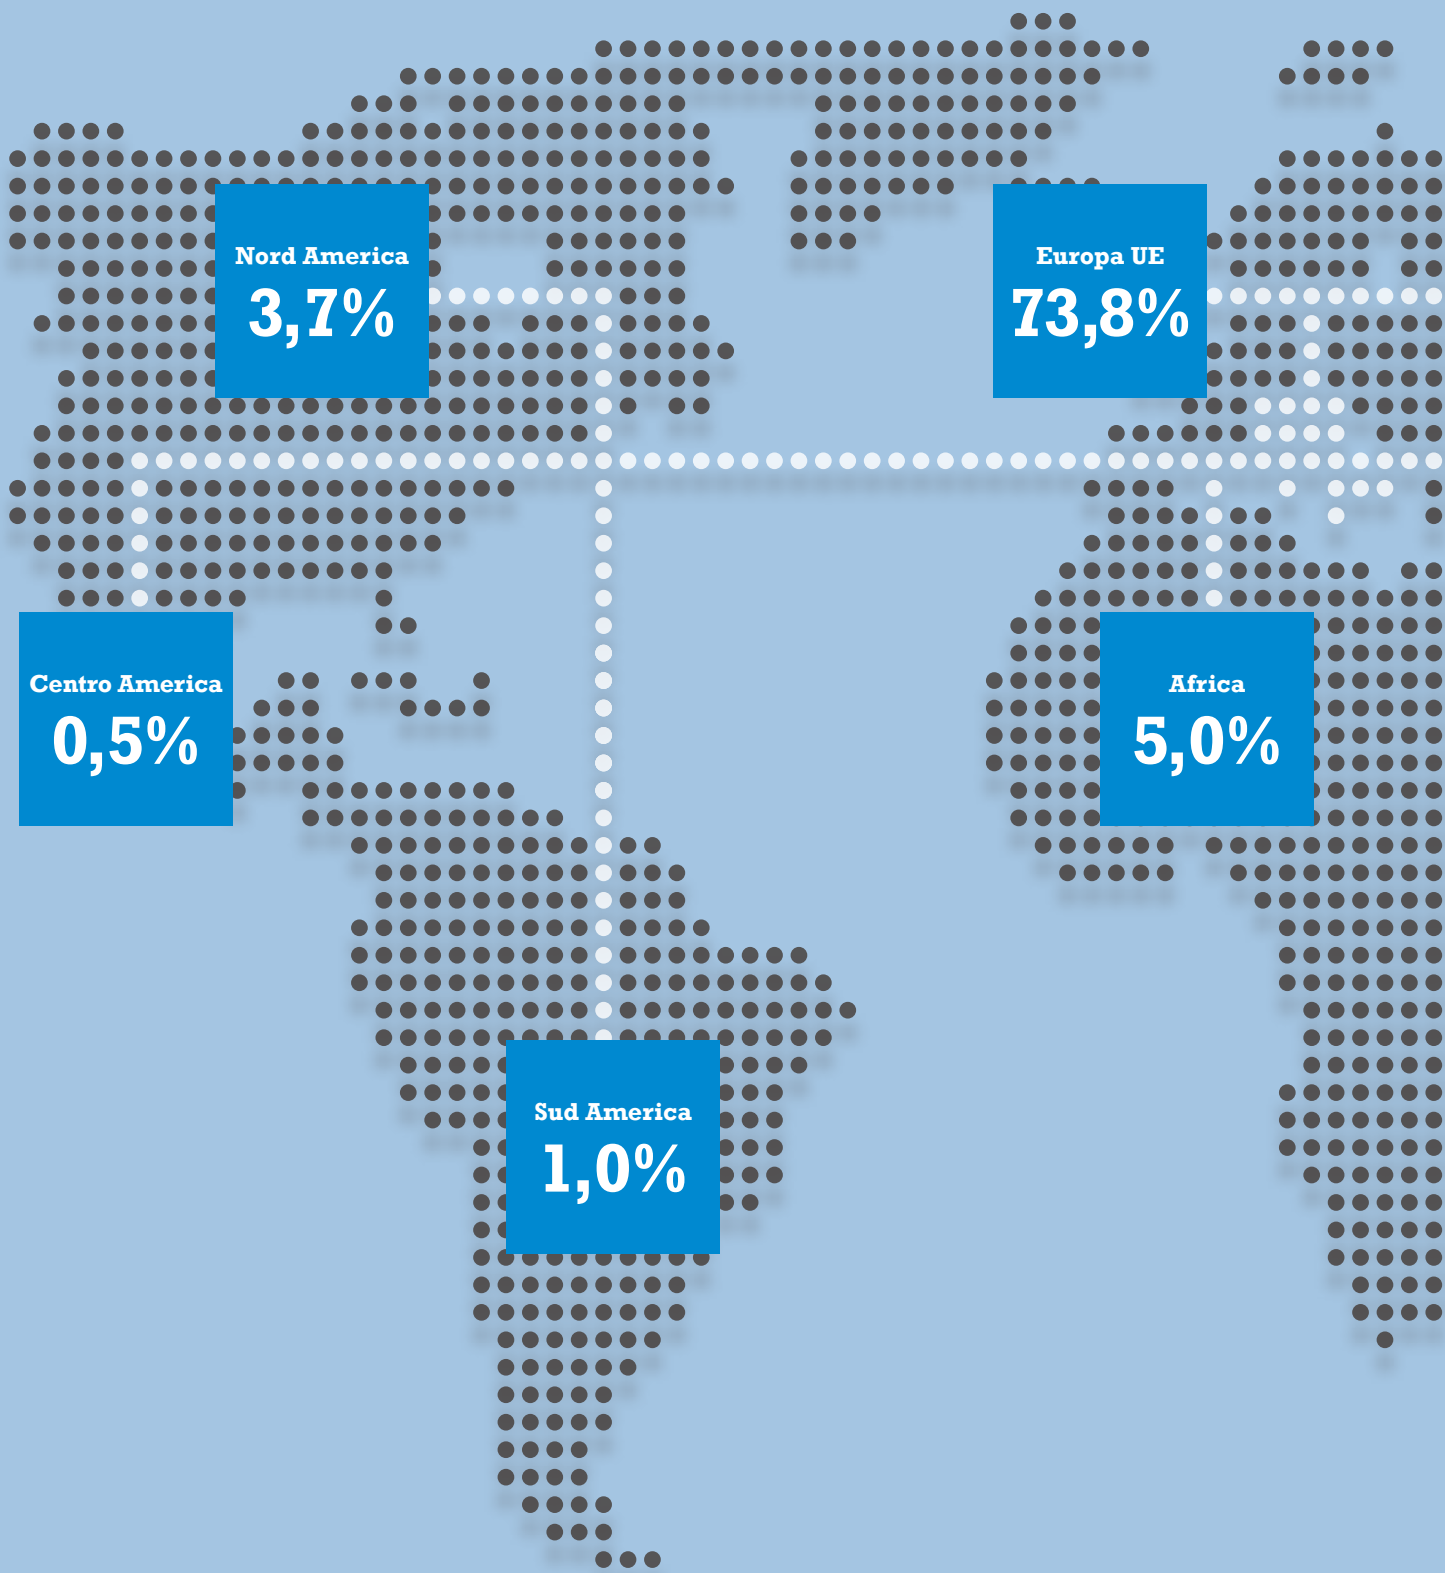 Nord America
3,7%
Europa UE
73,8%
Centro America
0,5%
Africa
5,0%
Sud America
1,0%